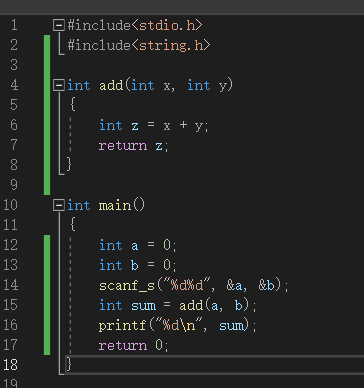 1 #include<stdio.h>
2 #include<string.h>
3
4 int add(int x, int y)
5 {
6 int z = x + y;
7 return z;
8 }
9
10 int main()
11 {
12 int a = 0;
13 int b = 0;
14 scanf_s("%d%d", &a, &b);
15 int sum = add(a, b);
16 printf("%d\n", sum);
17 return 0;
18 }
19